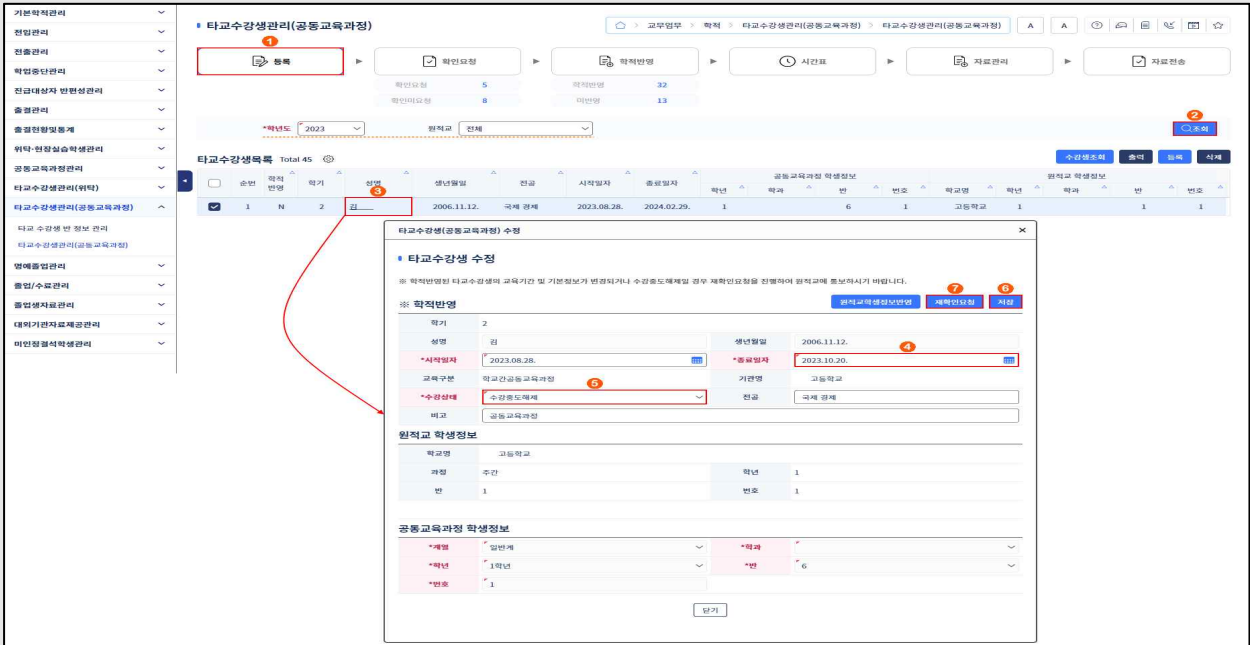 기본학적관리
전입관리
전출관리
학업중단관리
진급대상자 반편성관리
출결관리
출결현황및통계
위탁·현장실습학생관리
공동교육과정관리
타교수강생관리(위탁)
타교수강생관리(공동교육과정)
타교 수강생 반 정보 관리
타교수강생관리(공동교육과정)
명예졸업관리
졸업/수료관리
졸업생자료관리
대외기관자료제공관리
미인정결석학생관리
타교수강생관리(공동교육과정)
교무업무 > 학적 > 타교수강생관리(공동교육과정) > 타교수강생관리(공동교육과정) A A
1
등록 확인요청 학적반영 시간표 자료관리 자료전송
확인요청 5 학적반영 32
확인미요청 8 미반영 13
2
*학년도 2023 원적교 전체 조회
타교수강생목록 Total 45 수강생조회 출력 등록 삭제
순번 학적반영 학기 성명 생년월일 전공 시작일자 종료일자 공동교육과정 학생정보 원적교 학생정보
학년 학과 반 번호 학교명 학년 학과 반 번호
3
1 N 2 김 2006.11.12. 국제 경제 2023.08.28. 2024.02.29. 1 6 1 고등학교 1 1 1
타교수강생(공동교육과정) 수정 ×
타교수강생 수정
※ 학적반영된 타교수강생의 교육기간 및 기본정보가 변경되거나 수강중도해제일 경우 재확인요청을 진행하여 원적교에 통보하시기 바랍니다.
7 6
※ 학적반영 원적교학생정보반영 재확인요청 저장
학기 2
성명 김 생년월일 2006.11.12.
4
*시작일자 2023.08.28. *종료일자 2023.10.20.
교육구분 학교간공동교육과정 기관명 고등학교
5
*수강상태 수강중도해제 전공 국제 경제
비고 공동교육과정
원적교 학생정보
학교명 고등학교
과정 주간 학년 1
반 1 번호 1
공동교육과정 학생정보
*계열 일반계 *학과
*학년 1학년 *반 6
*번호 1
닫기